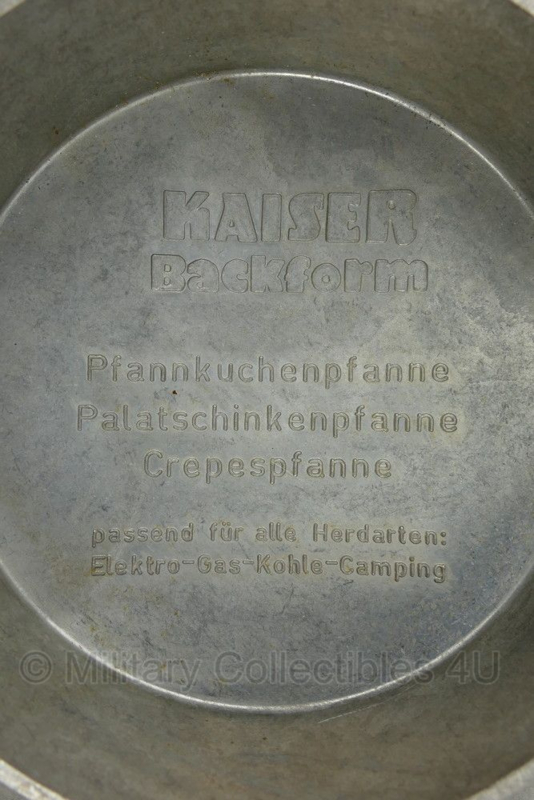 KAISER
Backform
Pfannkuchenpfanne
Palatschinkenpfanne
Crepespfanne
passend für alle Herdarten:
Elektro-Gas-Kohle-Camping
© Military Collectibles 4U